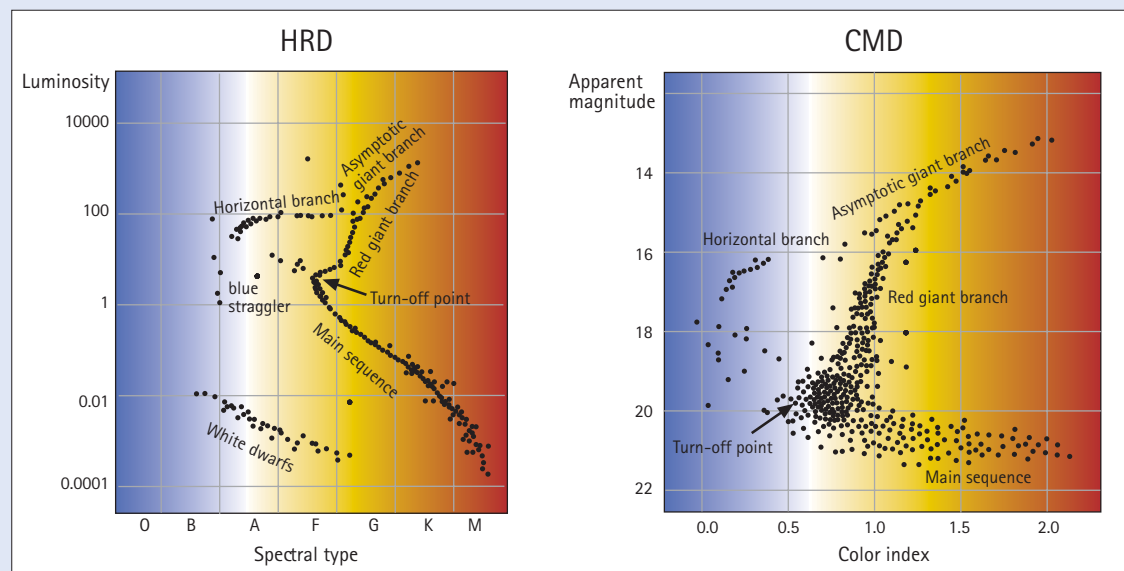 HRD
Luminosity
10000
100
1
0.01
0.0001
Asymptotic
giant branch
Horizontal branch
Red giant branch
blue
straggler
Turn-off point
Main sequence
White dwarfs
O B A F G K M
Spectral type
CMD
Apparent
magnitude
14
16
18
20
22
Asymptotic giant branch
Horizontal branch
Red giant branch
Turn-off point
Main sequence
0.0 0.5 1.0 1.5 2.0
Color index